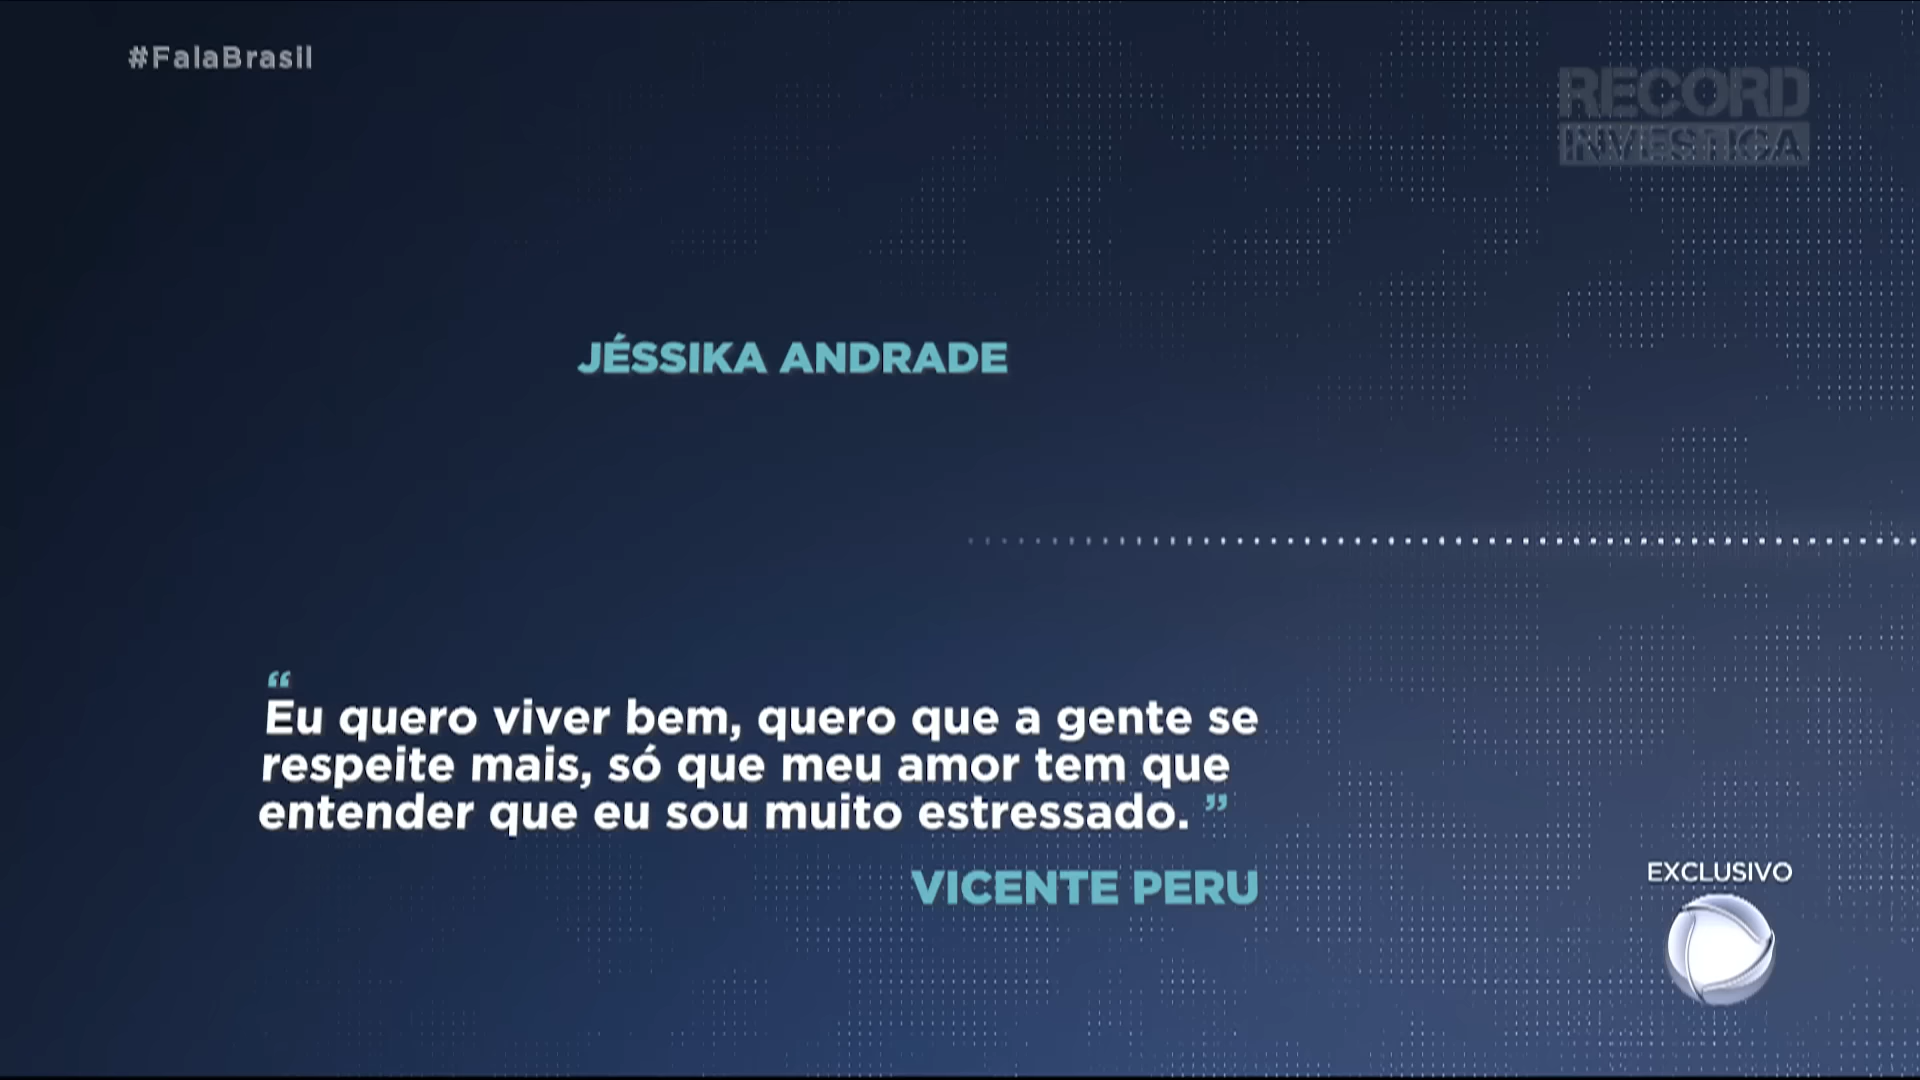 #FalaBrasil
RECORD
INVESTIGA
JÉSSIKA ANDRADE
“
Eu quero viver bem, quero que a gente se
respeite mais, só que meu amor tem que
entender que eu sou muito estressado. ”
VICENTE PERU
EXCLUSIVO